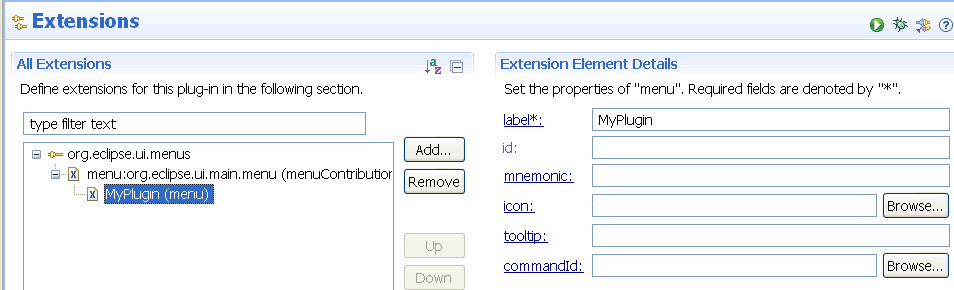 Extensions
All Extensions
Define extensions for this plug-in in the following section.
type filter text
org.eclipse.ui.menus
menu:org.eclipse.ui.main.menu (menuContribution
MyPlugin (menu)
Add...
Remove
Up
Down
Extension Element Details
Set the properties of "menu". Required fields are denoted by "*".
label*: MyPlugin
id:
mnemonic:
icon: Browse...
tooltip:
commandId: Browse...